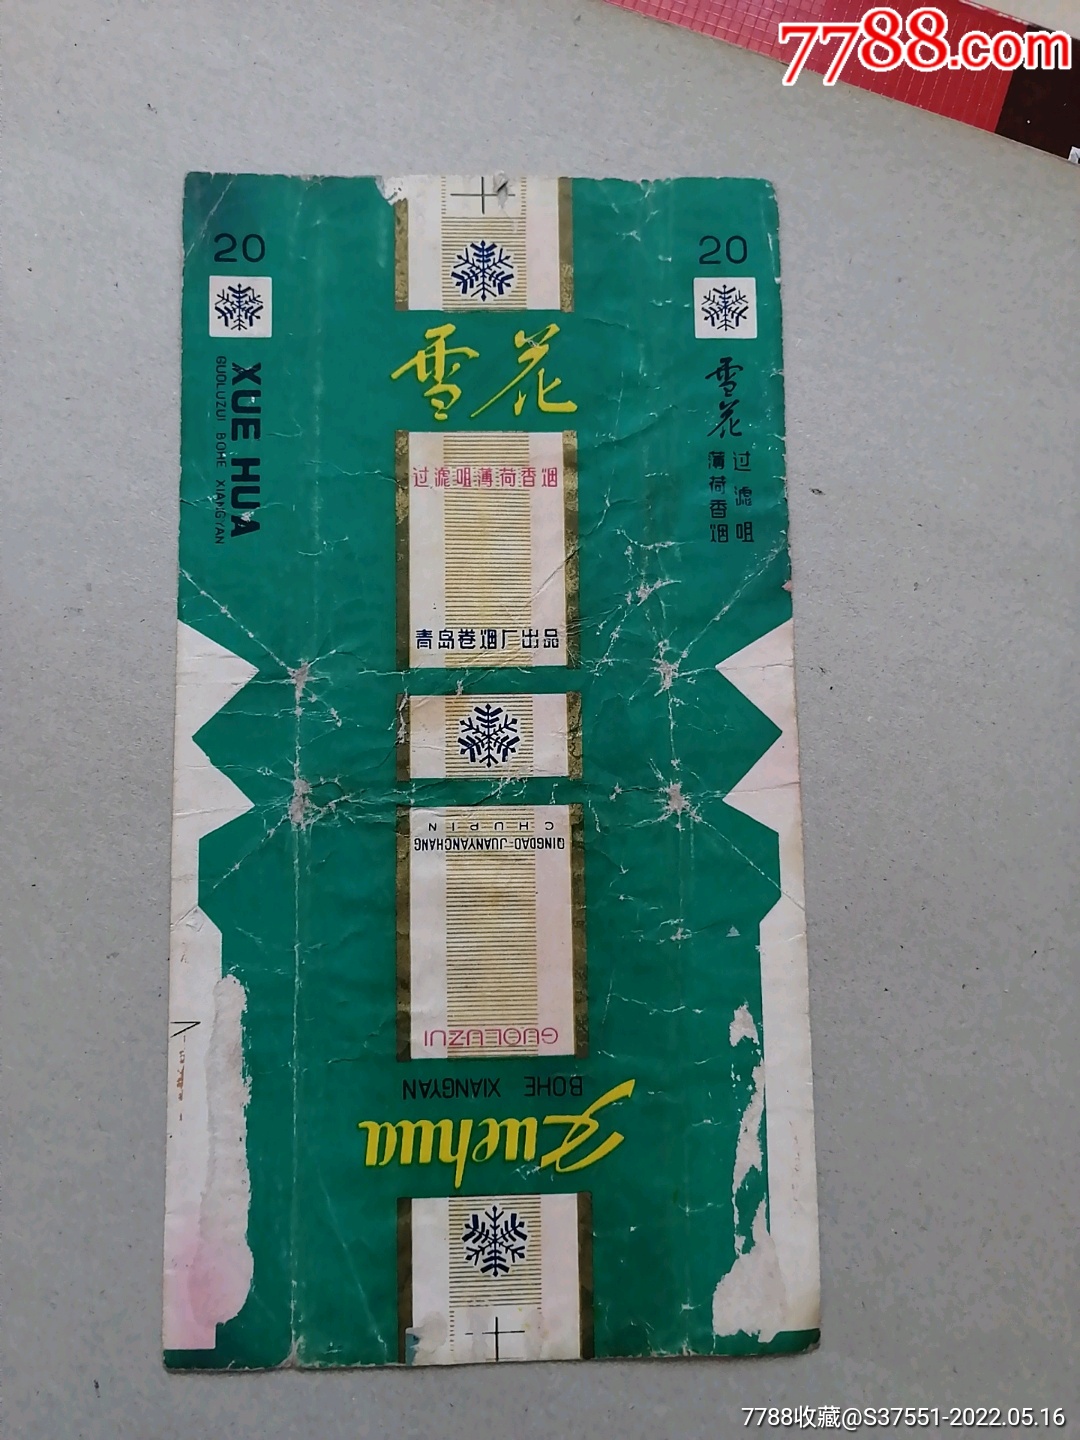 7788.com
20
20
XUE HUA
GUOLUZUI BOHE XIANGYAN
雪花
雪花
过滤咀
薄荷香烟
过滤咀薄荷香烟
青岛卷烟厂出品
QINGDAO JUANYANCHANG
CHUPIN
GUOLUZUI
BOHE XIANGYAN
Xuehua
7788收藏@S37551-2022.05.16